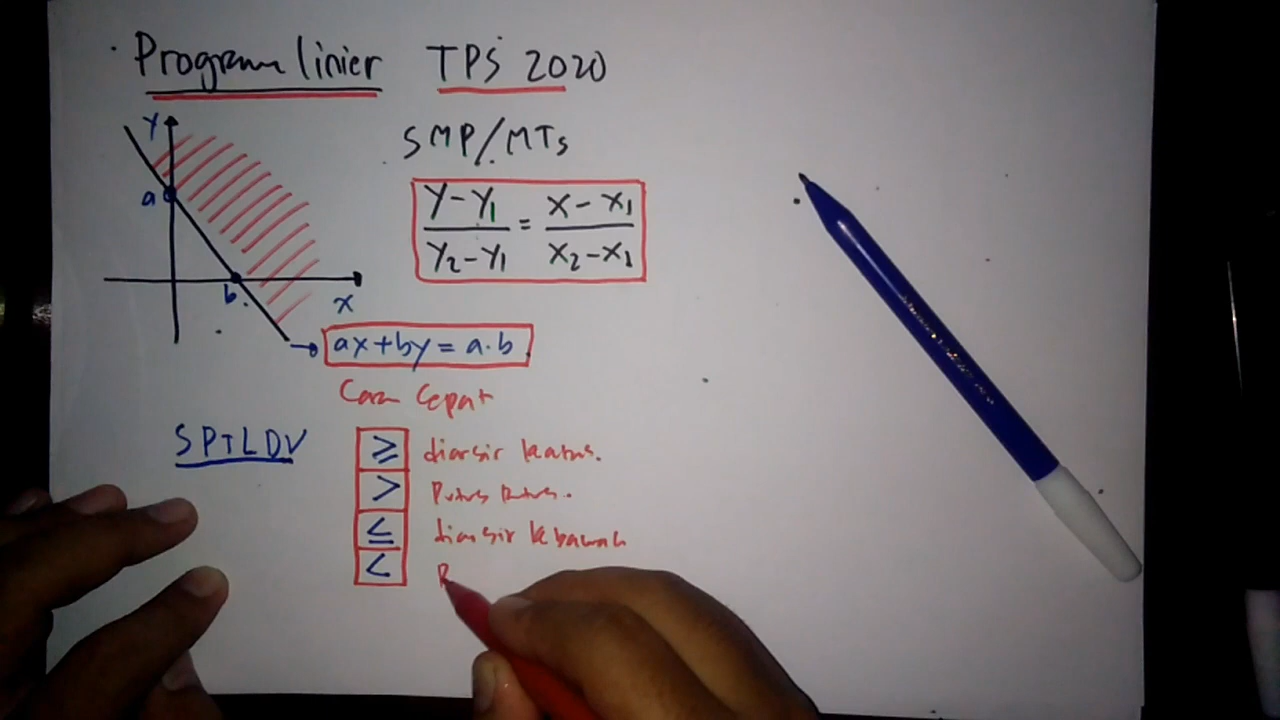 Program linier TPS 2020
SMP/MTs
Y
a
b
x
y-y₁/y₂-y₁ = x-x₁/x₂-x₁
ax+by = a.b
Cara Cepat
SPTLDV
≥ diarsir keatas.
> Putus Putus.
≤ diarsir kebawah
< P